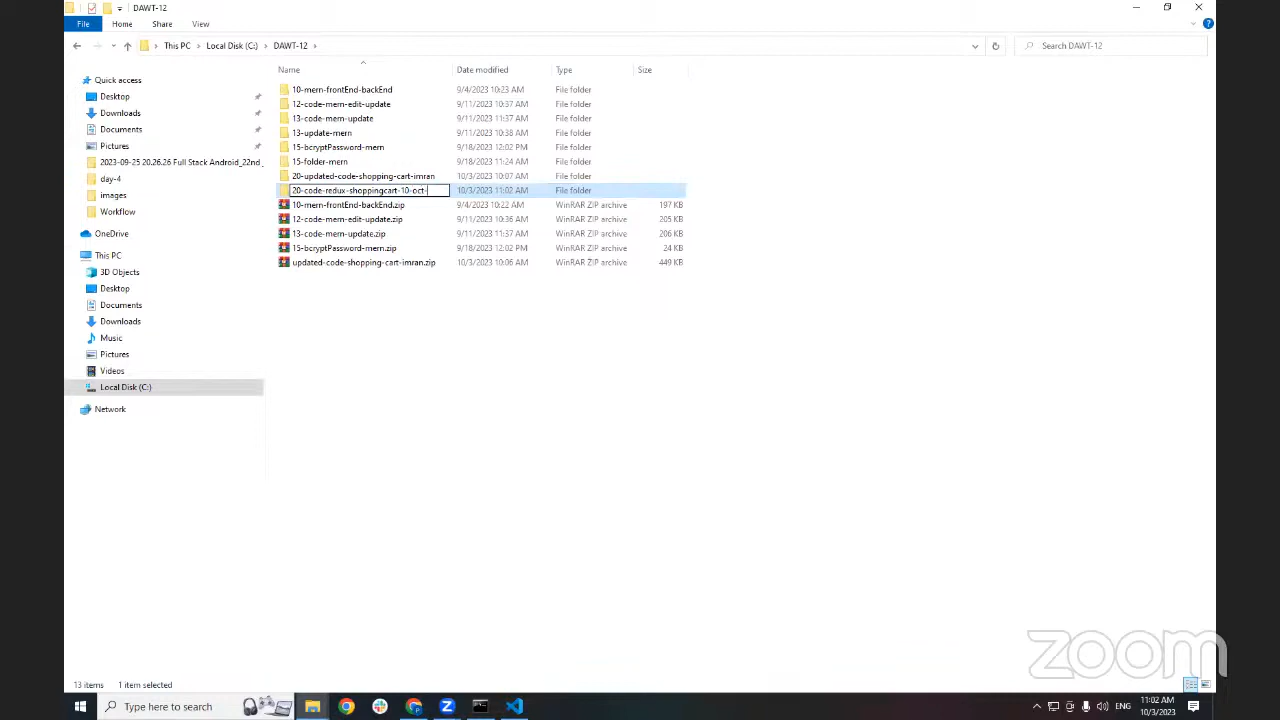 DAWT-12
File Home Share View
This PC Local Disk (C:) DAWT-12 Search DAWT-12
Name Date modified Type Size
Quick access
Desktop
Downloads
Documents
Pictures
2023-09-25 20.26.26 Full Stack Android_22nd_
day-4
images
Workflow
OneDrive
This PC
3D Objects
Desktop
Documents
Downloads
Music
Pictures
Videos
Local Disk (C:)
Network
10-mern-frontEnd-backEnd 9/4/2023 10:23 AM File folder
12-code-mern-edit-update 9/11/2023 10:37 AM File folder
13-code-mern-update 9/11/2023 11:37 AM File folder
13-update-mern 9/11/2023 10:38 AM File folder
15-bcryptPassword-mern 9/18/2023 12:02 PM File folder
15-folder-mern 9/18/2023 11:24 AM File folder
20-updated-code-shopping-cart-imran 10/3/2023 10:07 AM File folder
20-code-redux-shoppingcart-10-oct- 10/3/2023 11:02 AM File folder
10-mern-frontEnd-backEnd.zip 9/4/2023 10:22 AM WinRAR ZIP archive 197 KB
12-code-mern-edit-update.zip 9/11/2023 10:36 AM WinRAR ZIP archive 205 KB
13-code-mern-update.zip 9/11/2023 11:37 AM WinRAR ZIP archive 206 KB
15-bcryptPassword-mern.zip 9/18/2023 12:02 PM WinRAR ZIP archive 24 KB
updated-code-shopping-cart-imran.zip 10/3/2023 10:06 AM WinRAR ZIP archive 449 KB
zoom
13 items 1 item selected
Type here to search
ENG
11:02 AM
10/3/2023